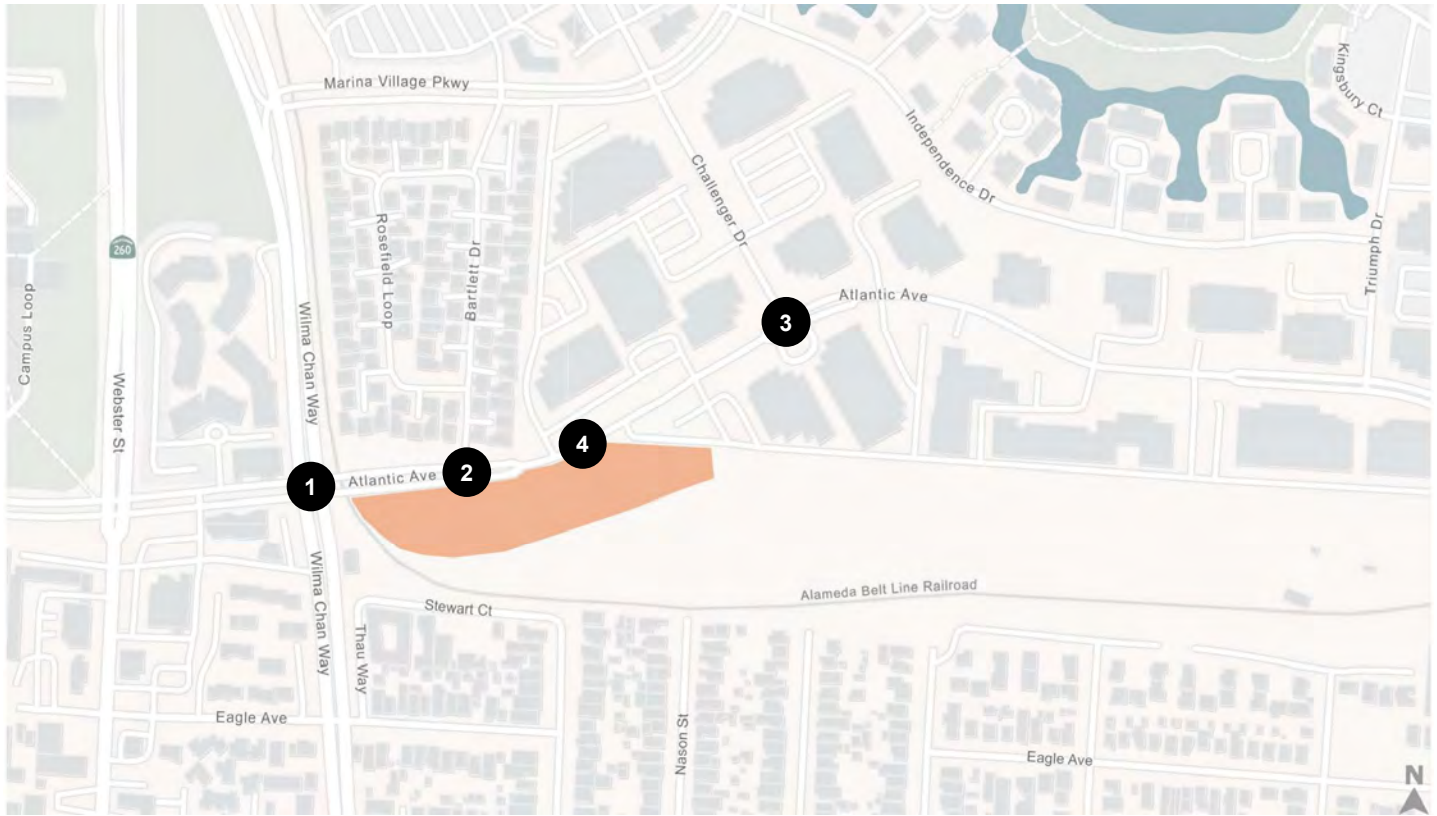 Marina Village Pkwy
Kingsbury Ct
Independence Dr
Challenger Dr
Rosefield Loop
Bartlett Dr
260
Triumph Dr
Campus Loop
Wilma Chan Way
Atlantic Ave
3
Webster St
4
2
1
Atlantic Ave
Wilma Chan Way
Alameda Belt Line Railroad
Stewart Ct
Thau Way
Eagle Ave
Nason St
Eagle Ave
N